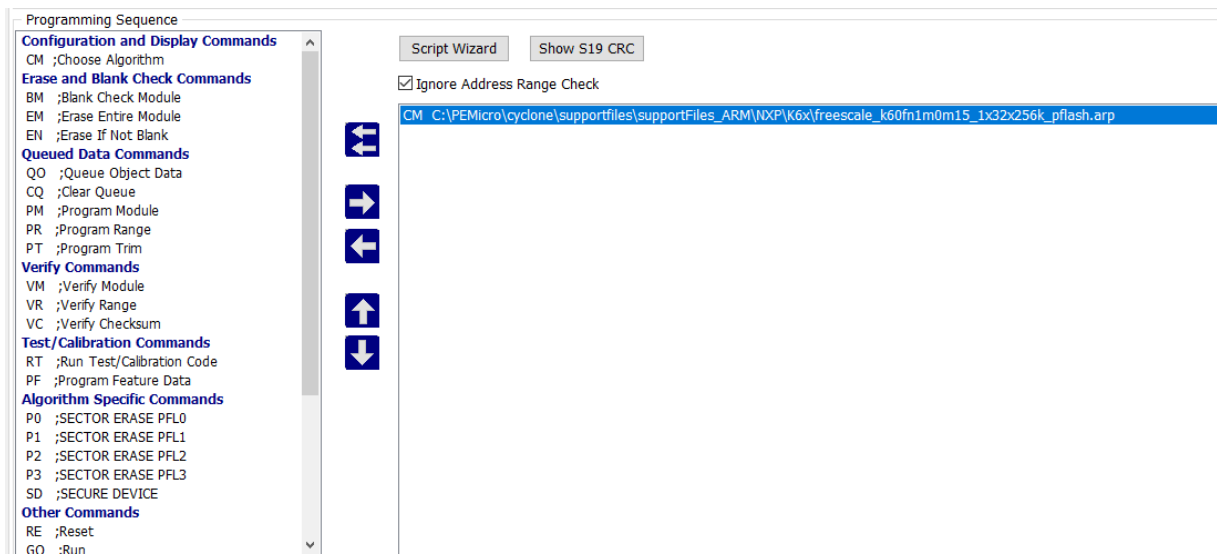 Programming Sequence
Configuration and Display Commands
CM ;Choose Algorithm
Erase and Blank Check Commands
BM ;Blank Check Module
EM ;Erase Entire Module
EN ;Erase If Not Blank
Queued Data Commands
QO ;Queue Object Data
CQ ;Clear Queue
PM ;Program Module
PR ;Program Range
PT ;Program Trim
Verify Commands
VM ;Verify Module
VR ;Verify Range
VC ;Verify Checksum
Test/Calibration Commands
RT ;Run Test/Calibration Code
PF ;Program Feature Data
Algorithm Specific Commands
P0 ;SECTOR ERASE PFL0
P1 ;SECTOR ERASE PFL1
P2 ;SECTOR ERASE PFL2
P3 ;SECTOR ERASE PFL3
SD ;SECURE DEVICE
Other Commands
RE ;Reset
GO ;Run
Script Wizard
Show S19 CRC
Ignore Address Range Check
CM C:\PEMicro\cyclone\supportfiles\supportFiles_ARM\NXP\K6x\freescale_k60fn1m0m15_1x32x256k_pflash.arp